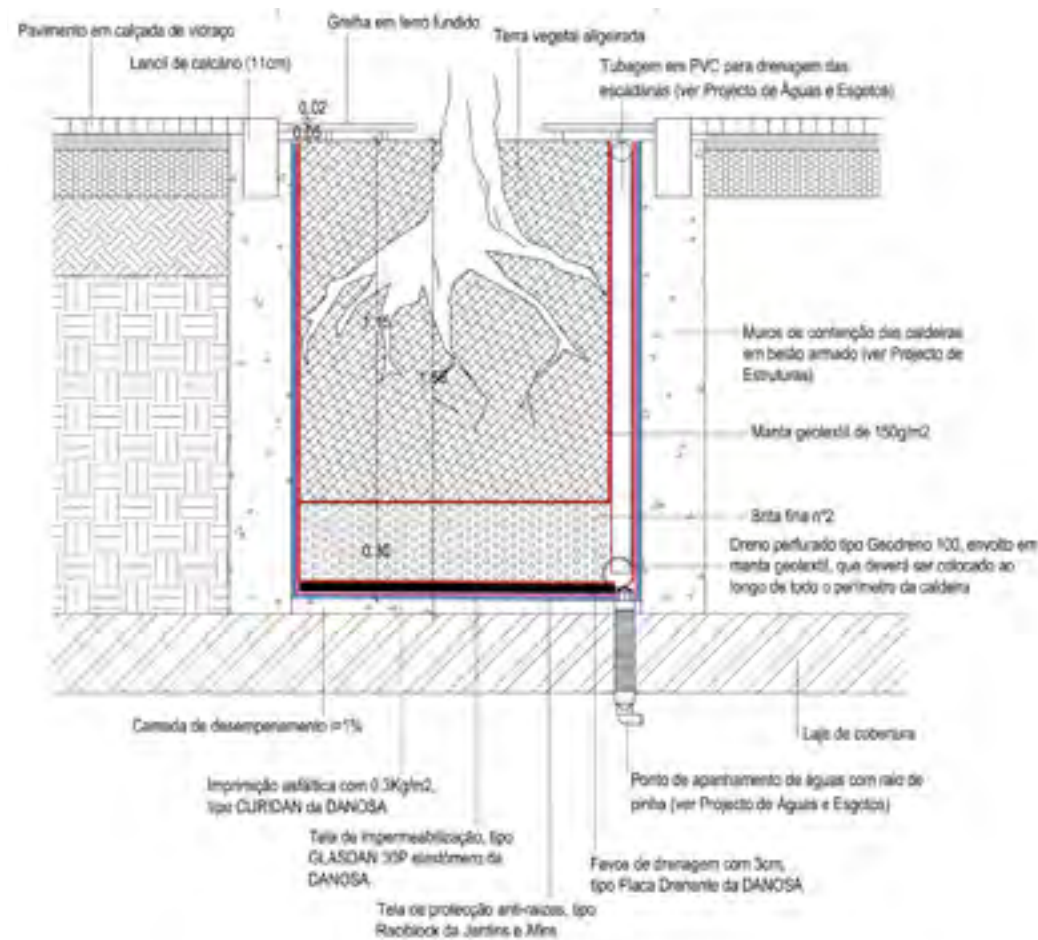 Grelha em ferro fundido
Pavimento em calçada de vidraço
Terra vegetal aligeirada
Lancil de calcário (11cm)
Tubagem em PVC para drenagem das
escadarias (ver Projecto de Águas e Esgotos)
0,02
0,05
Muros de contenção das caldeiras
em betão armado (ver Projecto de
Estruturas)
Manta geotextil de 150g/m2
Brita fina nº2
0.30
Dreno perfurado tipo Geodreno 100, envolto em
manta geotextil, que deverá ser colocado ao
longo de todo o perímetro da caldeira
Camada de desempenamento i=1%
Laje de cobertura
Imprimição asfáltica com 0.3Kg/m2,
tipo CURIDAN da DANOSA
Ponto de apanhamento de águas com ralo de
pinha (ver Projecto de Águas e Esgotos)
Tela de impermeabilização, tipo
GLASDAN 30P elastómero da
DANOSA
Favos de drenagem com 3cm,
tipo Placa Drenante da DANOSA
Tela de protecção anti-raizes, tipo
da Jardins e Afins